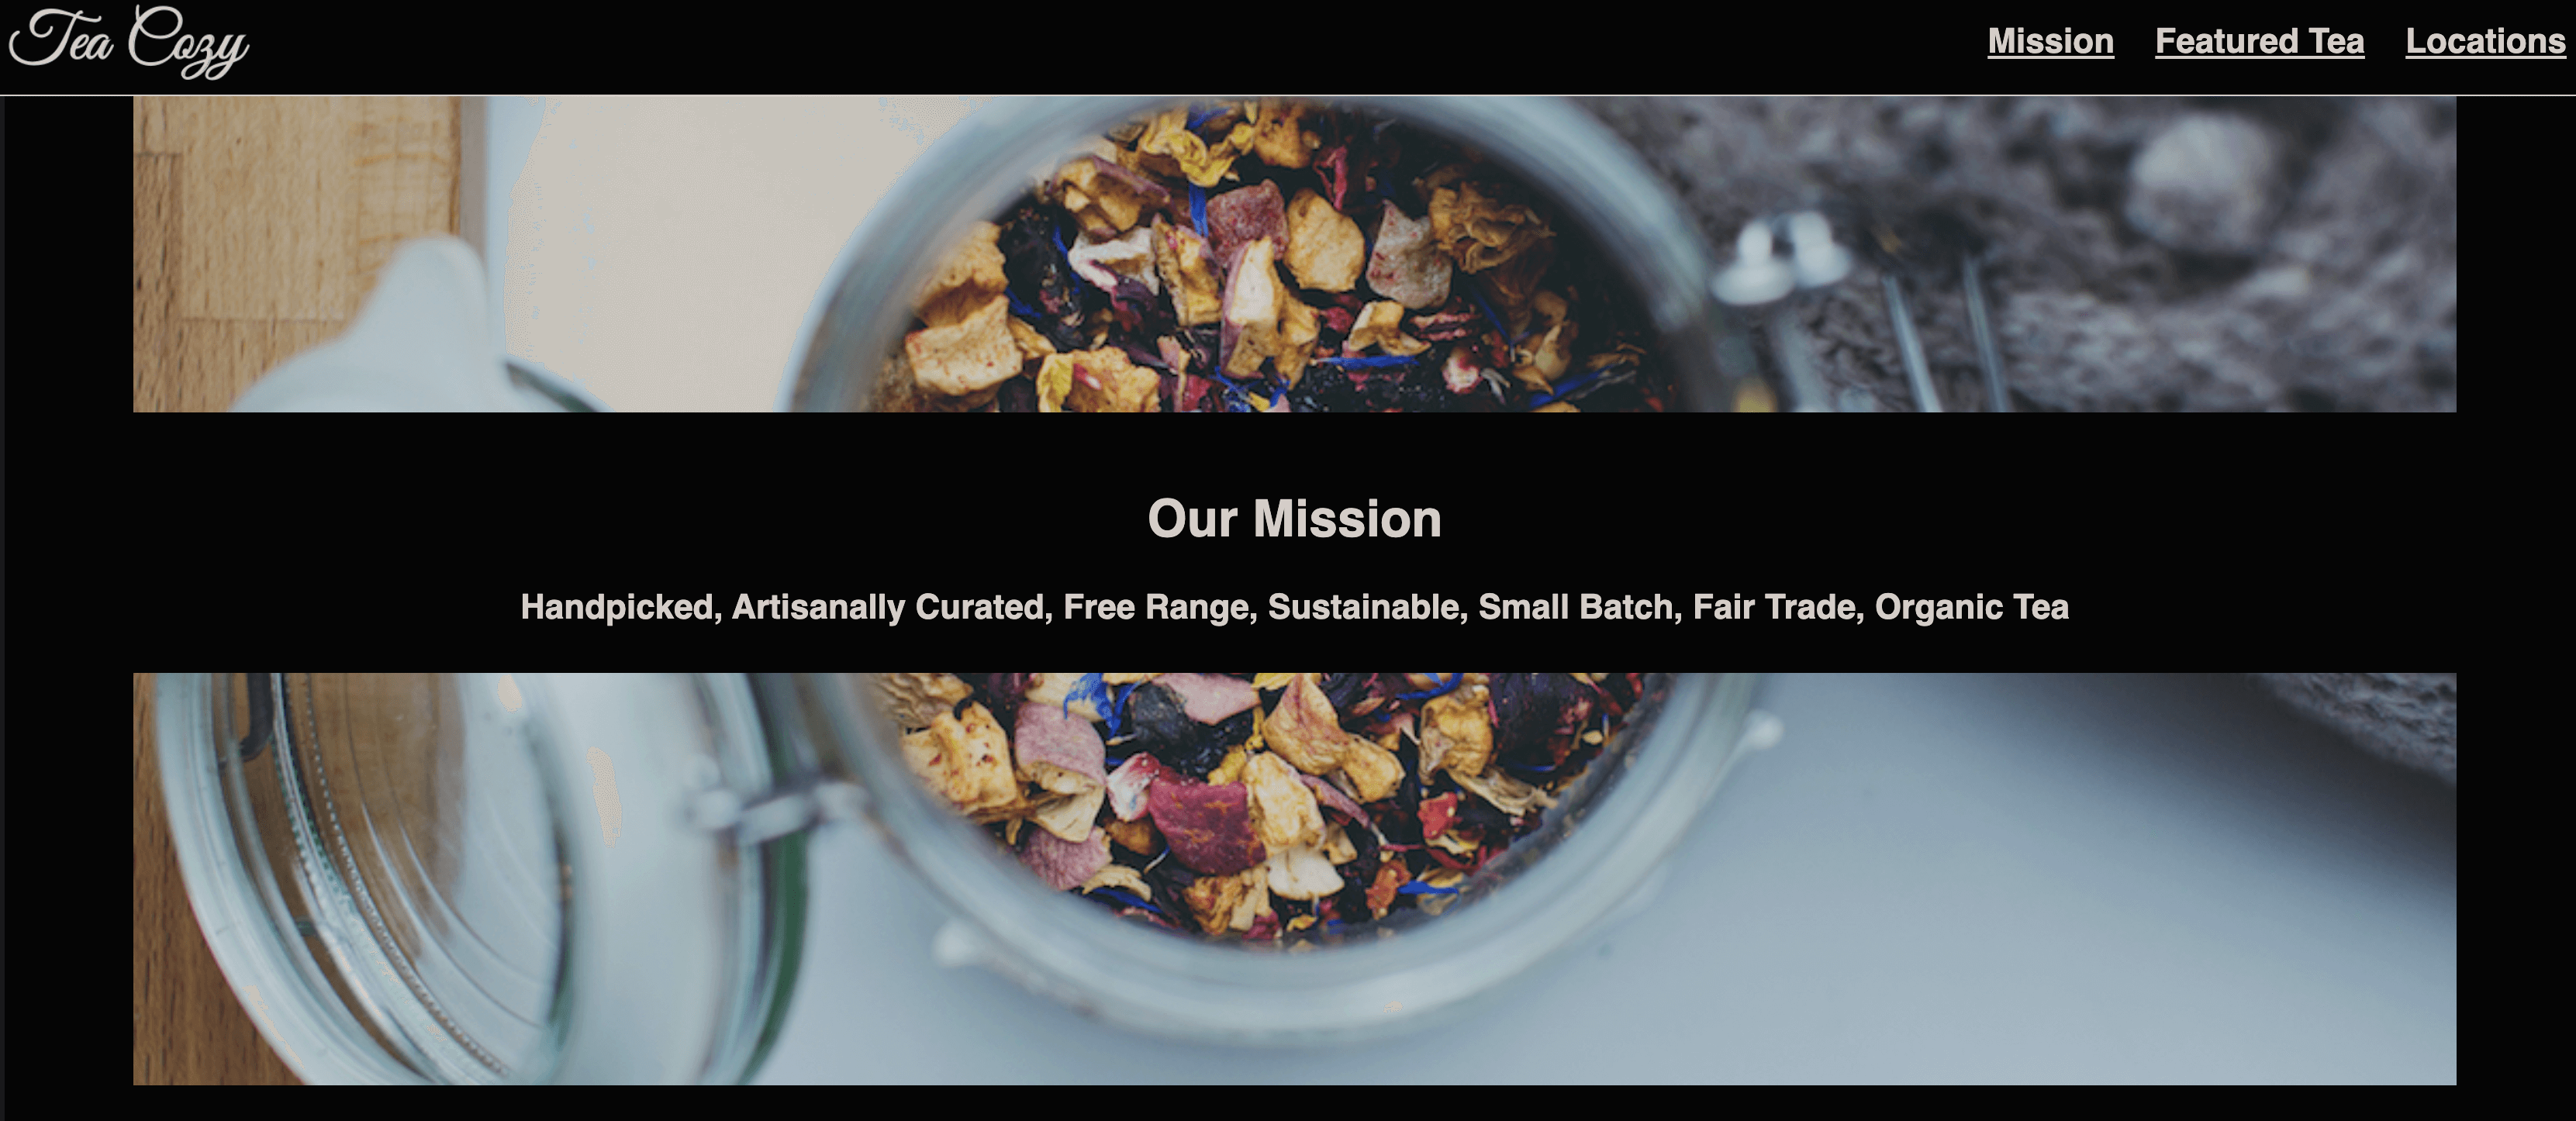 Tea Cozy
Mission Featured Tea Locations
Our Mission
Handpicked, Artisanally Curated, Free Range, Sustainable, Small Batch, Fair Trade, Organic Tea